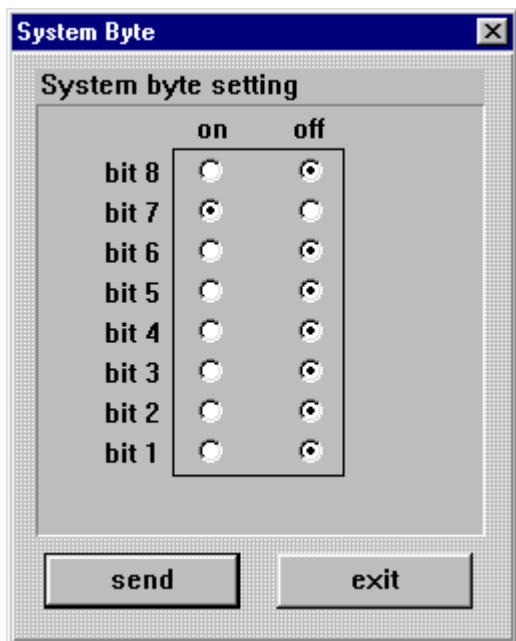 System Byte
System byte setting
on off
bit 8
bit 7
bit 6
bit 5
bit 4
bit 3
bit 2
bit 1
send exit